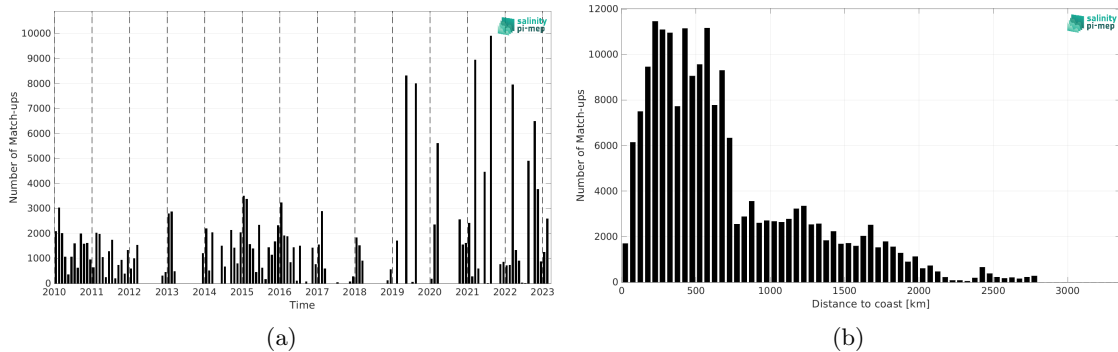 salinity
pi-mep
10000
9000
8000
7000
6000
5000
4000
3000
2000
1000
0
Number of Match-ups
2010 2011 2012 2013 2014 2015 2016 2017 2018 2019 2020 2021 2022 2023
Time
(a)
salinity
pi-mep
12000
10000
8000
6000
4000
2000
0
Number of Match-ups
0 500 1000 1500 2000 2500 3000
Distance to coast [km]
(b)